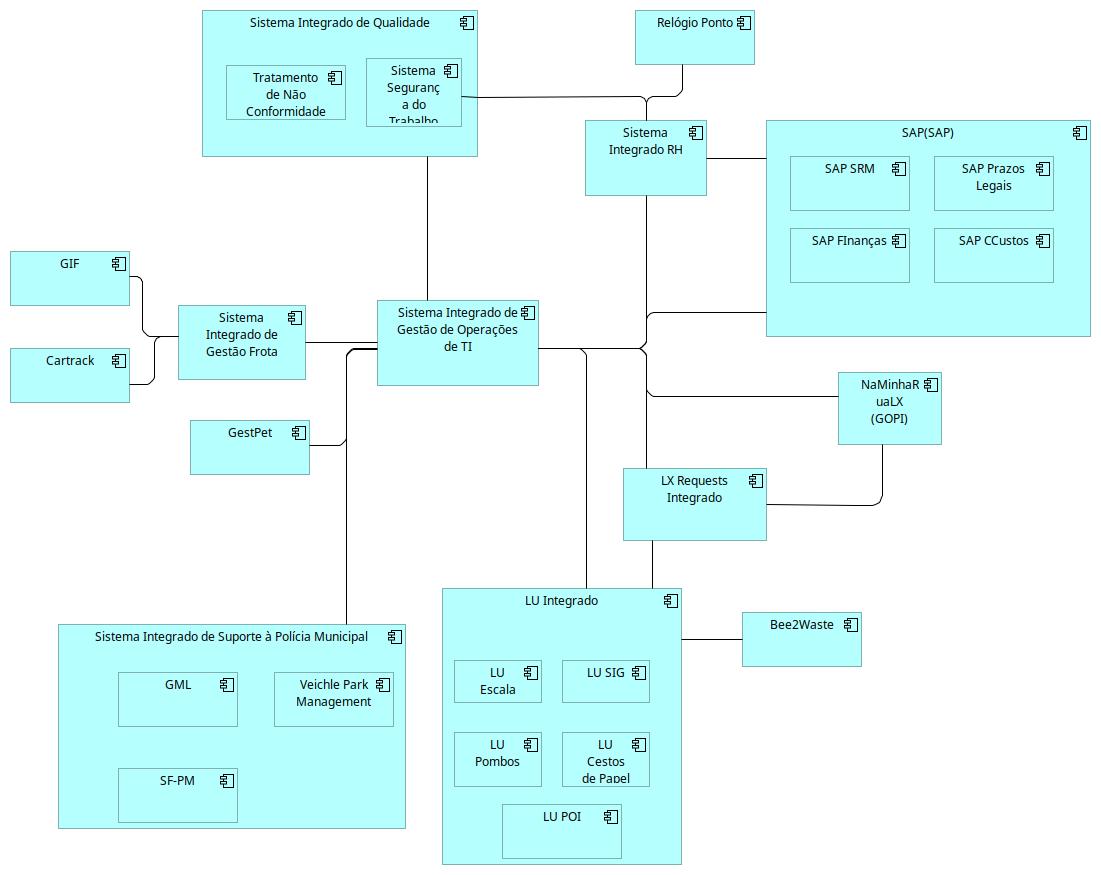 Sistema Integrado de Qualidade
Tratamento
de Não
Conformidade
Sistema
Seguranç
a do
Trabalho
Relógio Ponto
Sistema
Integrado RH
SAP(SAP)
SAP SRM
SAP Prazos
Legais
SAP FInanças
SAP CCustos
GIF
Cartrack
Sistema
Integrado de
Gestão Frota
Sistema Integrado de
Gestão de Operações
de TI
GestPet
NaMinhaR
uaLX
(GOPI)
LX Requests
Integrado
Sistema Integrado de Suporte à Polícia Municipal
GML
Veichle Park
Management
SF-PM
LU Integrado
LU
Escala
LU SIG
LU
Pombos
LU
Cestos
de Papel
LU POI
Bee2Waste